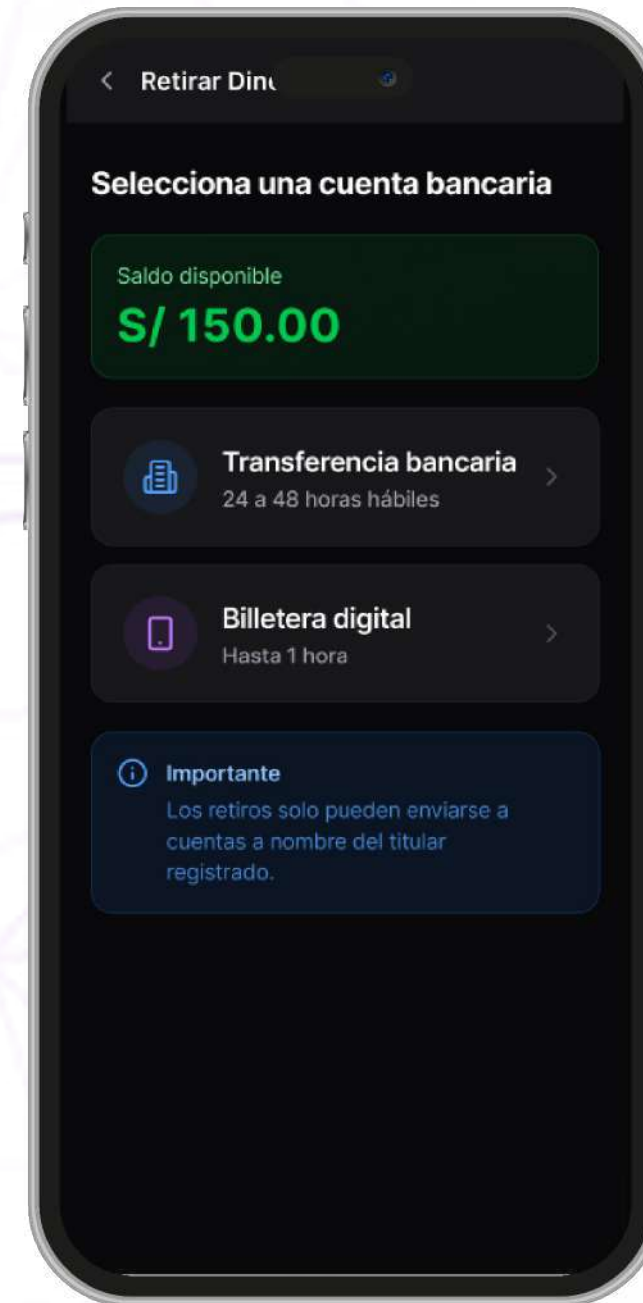 Retirar Din
Selecciona una cuenta bancaria
Saldo disponible
S/ 150.00
Transferencia bancaria
24 a 48 horas hábiles
Billetera digital
Hasta 1 hora
Importante
Los retiros solo pueden enviarse a
cuentas a nombre del titular
registrado.